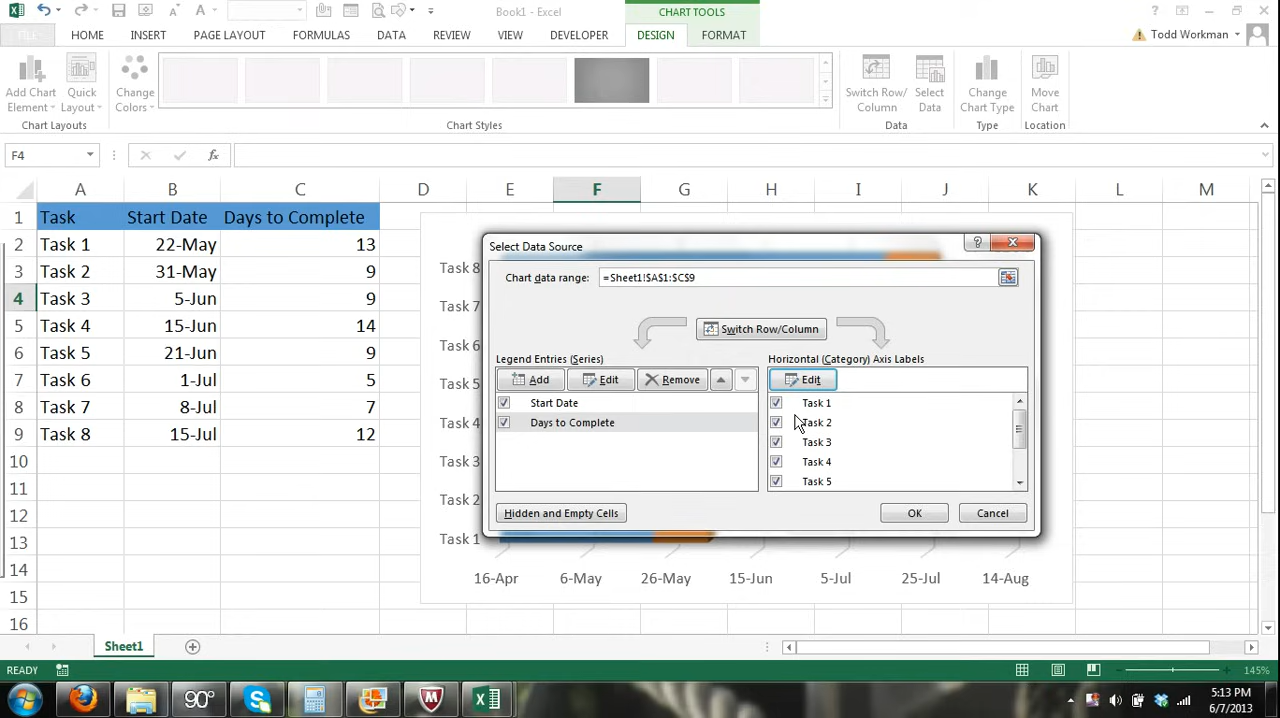 Book1 - Excel
CHART TOOLS
FILE HOME INSERT PAGE LAYOUT FORMULAS DATA REVIEW VIEW DEVELOPER DESIGN FORMAT Todd Workman
Add Chart Element Quick Layout Change Colors Switch Row/ Column Select Data Change Chart Type Move Chart
Chart Layouts Chart Styles Data Type Location
F4
A B C D E F G H I J K L M
1 Task Start Date Days to Complete
2 Task 1 22-May 13
3 Task 2 31-May 9
4 Task 3 5-Jun 9
5 Task 4 15-Jun 14
6 Task 5 21-Jun 9
7 Task 6 1-Jul 5
8 Task 7 8-Jul 7
9 Task 8 15-Jul 12
10
11
12
13
14
15
16
Task 8
Task 7
Task 6
Task 5
Task 4
Task 3
Task 2
Task 1
16-Apr 6-May 26-May 15-Jun 5-Jul 25-Jul 14-Aug
Select Data Source
Chart data range: =Sheet1!$A$1:$C$9
Switch Row/Column
Legend Entries (Series) Horizontal (Category) Axis Labels
Add Edit Remove Edit
Start Date Task 1
Days to Complete Task 2
Task 3
Task 4
Task 5
Hidden and Empty Cells OK Cancel
Sheet1
READY 145%
90°
5:13 PM
6/7/2013